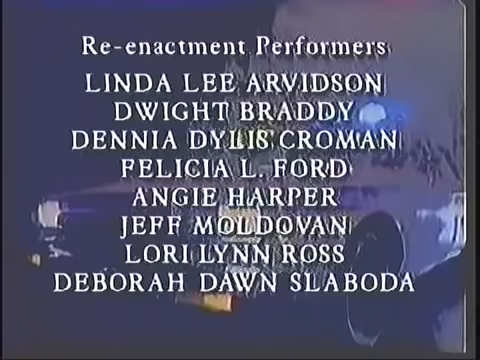 Re-enactment Performers
LINDA LEE ARVIDSON
DWIGHT BRADDY
DENNIA DYLIS CROMAN
FELICIA L. FORD
ANGIE HARPER
JEFF MOLDOVAN
LORI LYNN ROSS
DEBORAH DAWN SLABODA